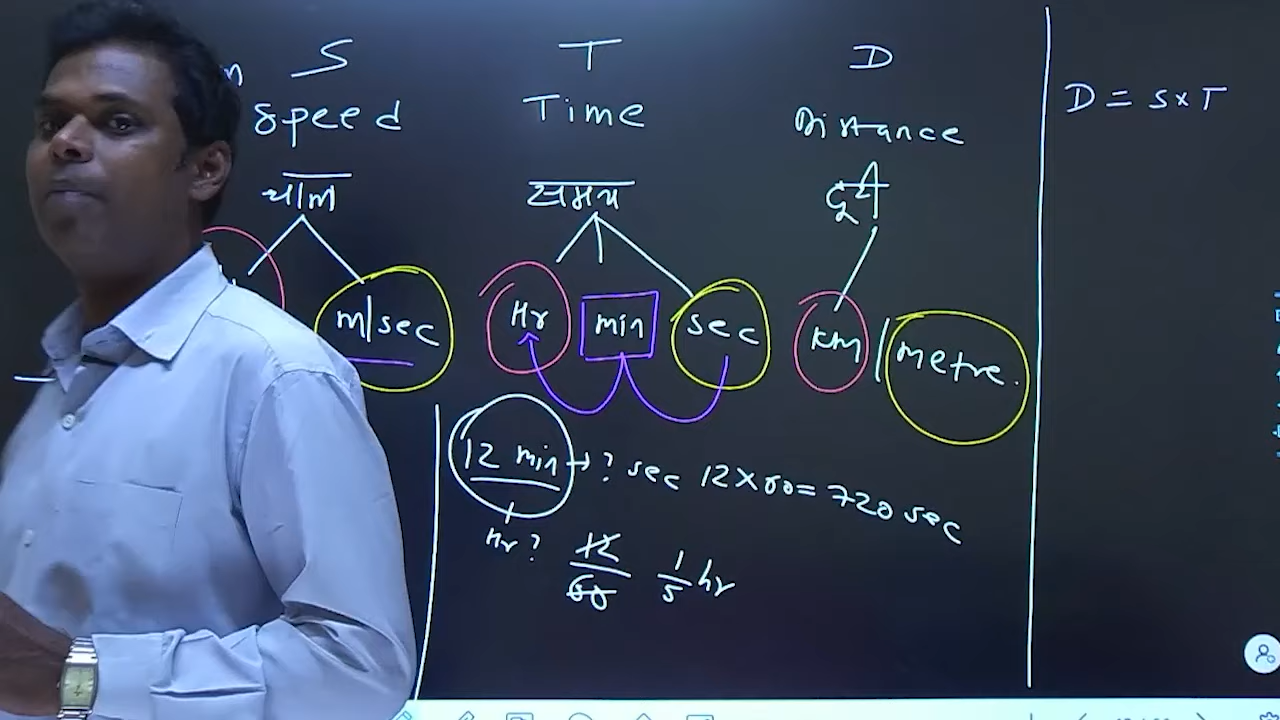 S T D
Speed Time Distance D = S × T
चाल समय दूरी
m/sec Hr min sec KM / metre.
12 min → ? sec 12 × 60 = 720 sec
Hr ? 12/60 1/5 hr